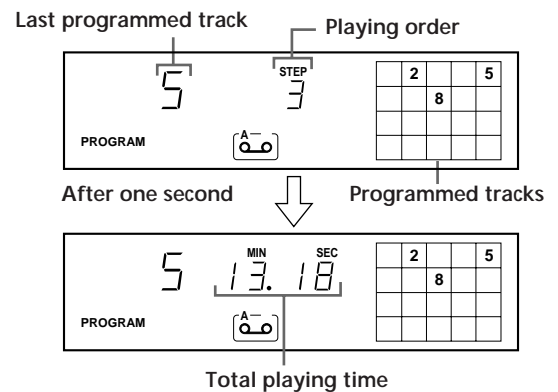 Last programmed track
Playing order
STEP
5 3
2 5
8
A
PROGRAM
After one second
Programmed tracks
MIN SEC
5 13. 18
2 5
8
A
PROGRAM
Total playing time